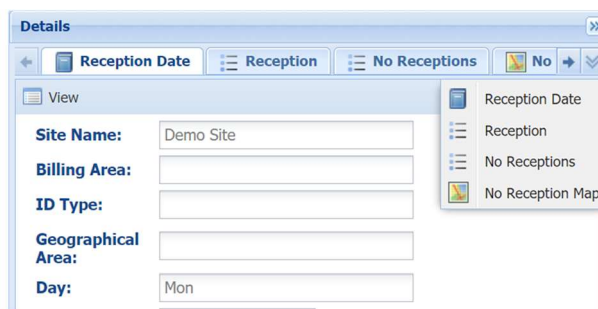 Details
Reception Date
Reception
No Receptions
No
View
Reception Date
Reception
No Receptions
No Reception Map
Site Name:
Demo Site
Billing Area:
ID Type:
Geographical
Area:
Day:
Mon